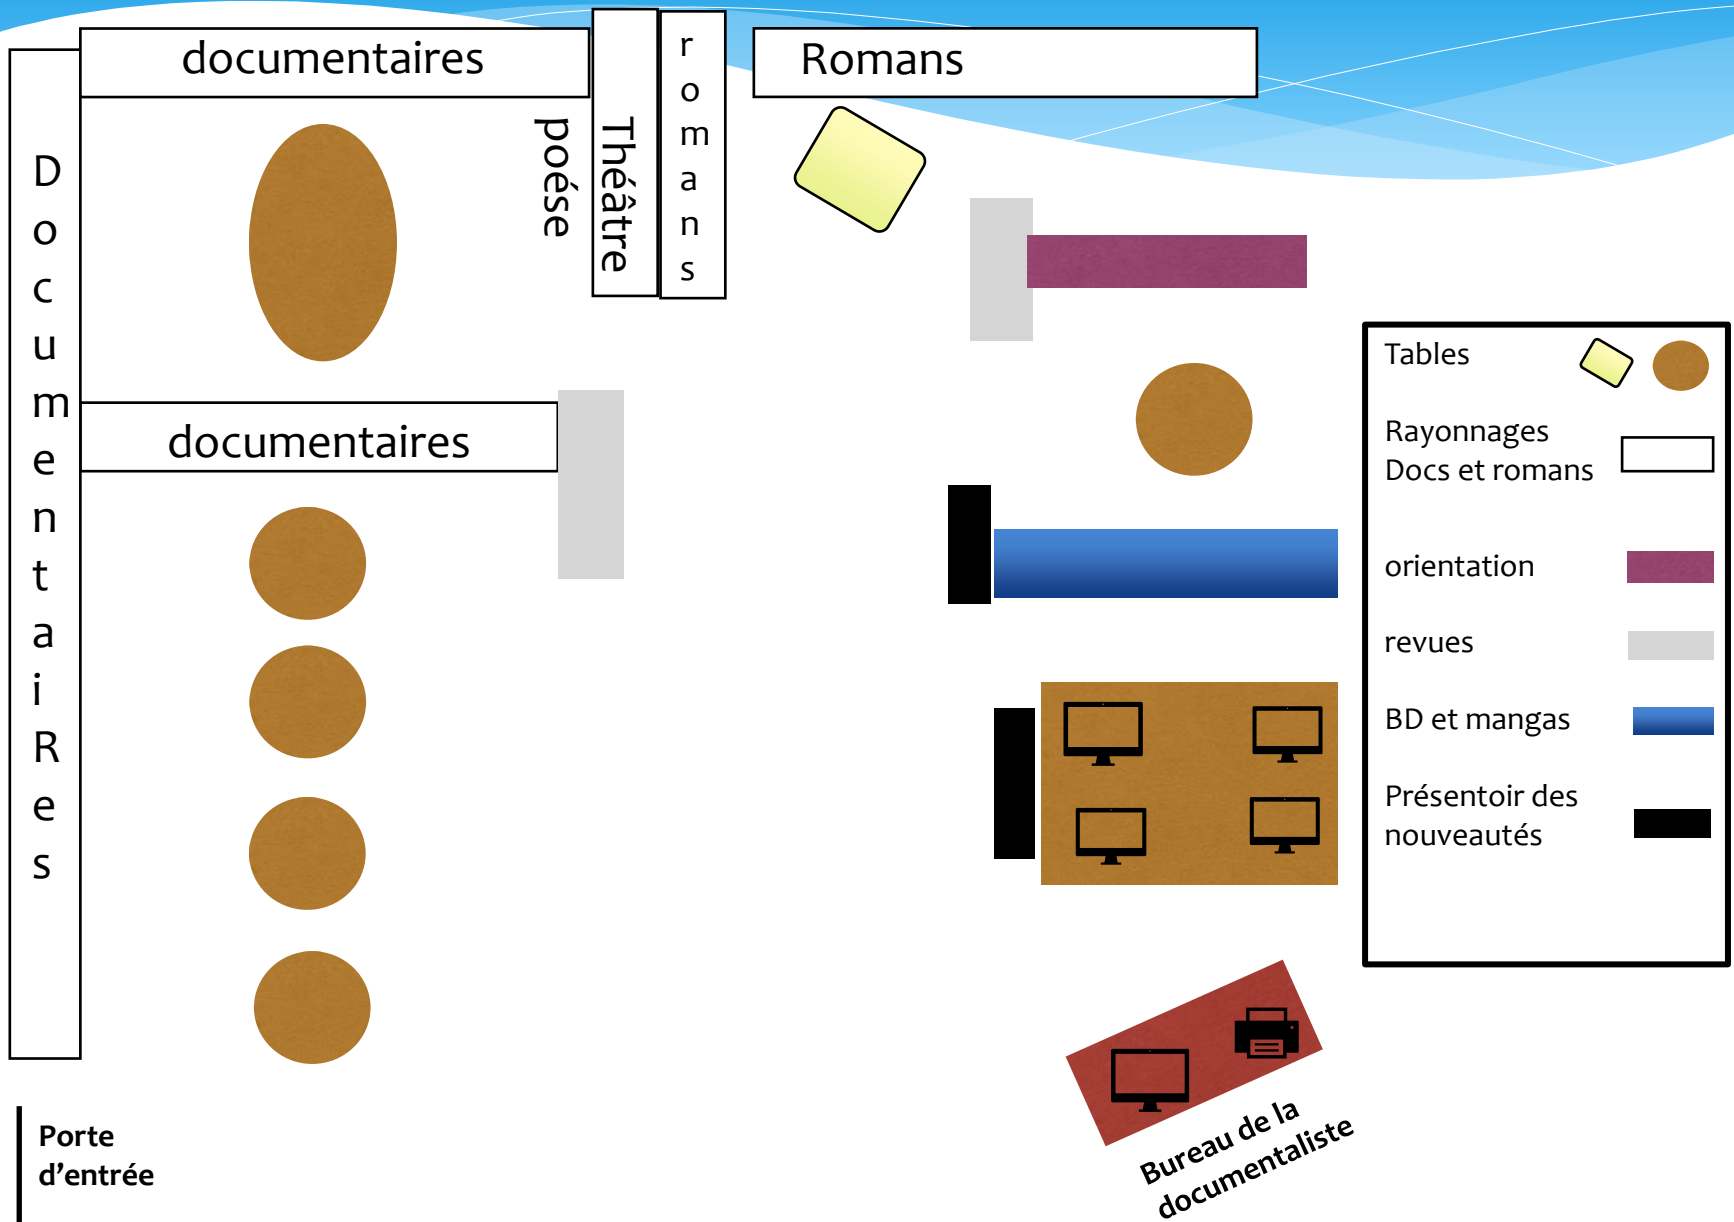 documentaires
DocumentaiRes
poése
Théâtre
romans
Romans
documentaires
Tables
Rayonnages
Docs et romans
orientation
revues
BD et mangas
Présentoir des
nouveautés
Bureau de la
documentaliste
Porte
d’entrée